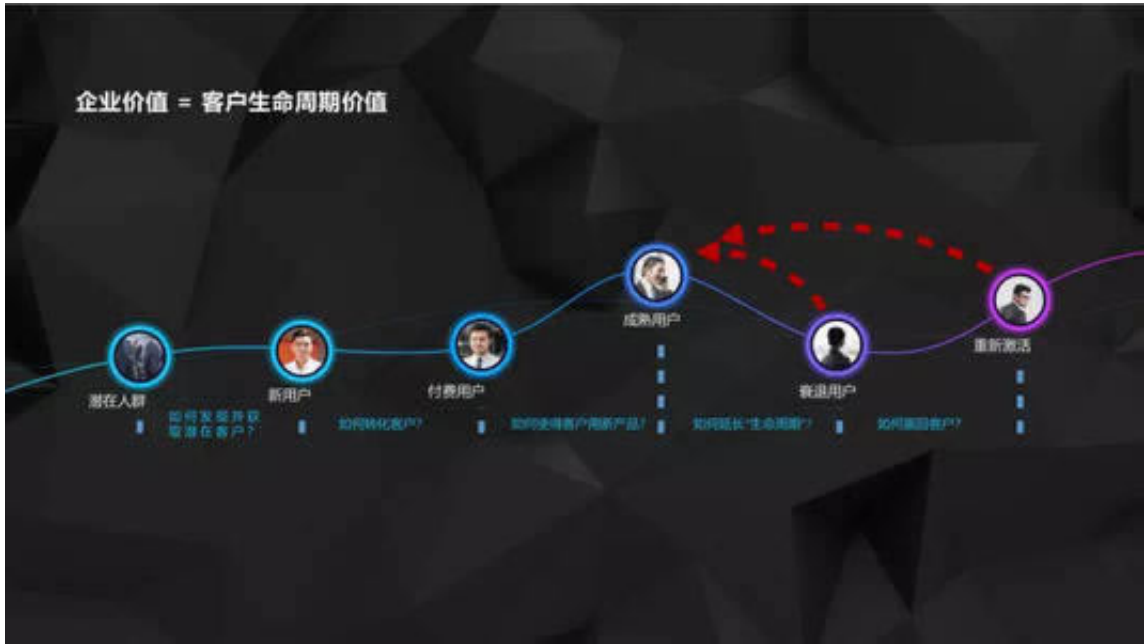 企业价值 = 客户生命周期价值
成熟用户
重新激活
潜在人群
新用户
付费用户
衰退用户
如何发现并获
取潜在客户？
如何转化客户？
如何使得客户用新产品？
如何延长“生命周期”？
如何赢回客户？